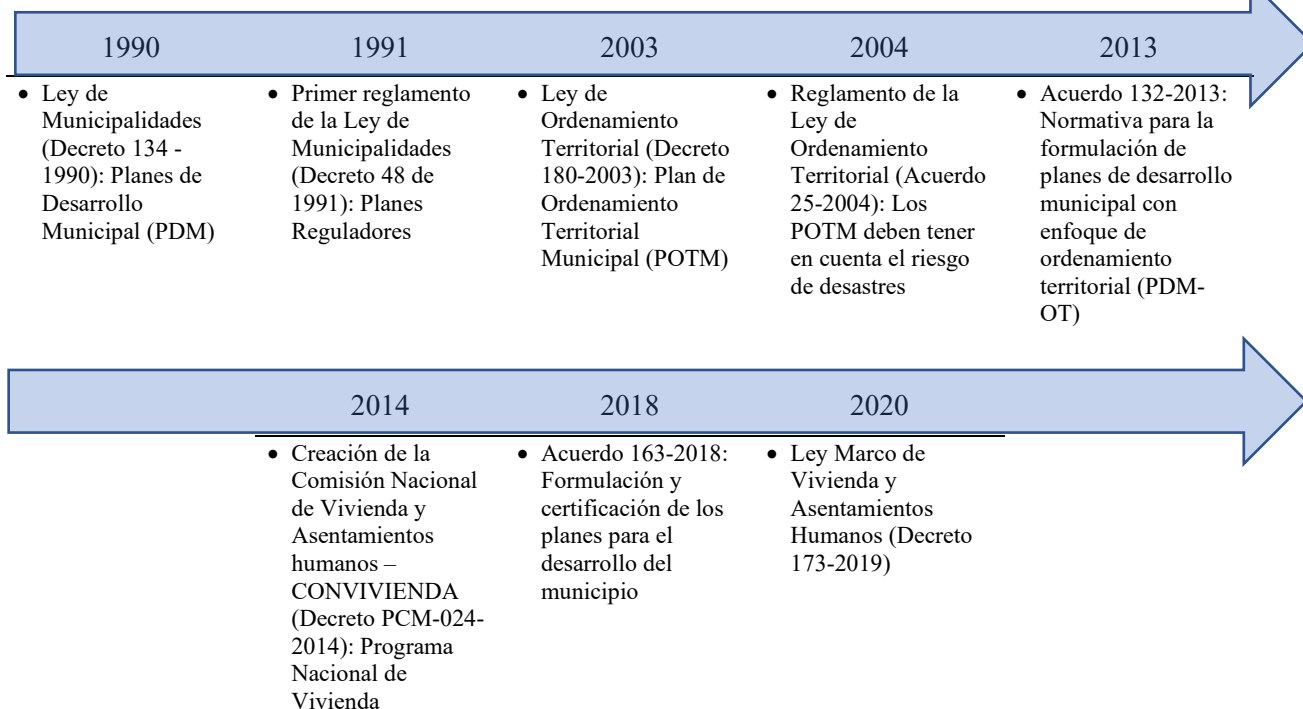 1990
1991
2003
2004
2013
• Ley de
Municipalidades
(Decreto 134 -
1990): Planes de
Desarrollo
Municipal (PDM)
• Primer reglamento
de la Ley de
Municipalidades
(Decreto 48 de
1991): Planes
Reguladores
• Ley de
Ordenamiento
Territorial (Decreto
180-2003): Plan de
Ordenamiento
Territorial
Municipal (POTM)
• Reglamento de la
Ley de
Ordenamiento
Territorial (Acuerdo
25-2004): Los
POTM deben tener
en cuenta el riesgo
de desastres
• Acuerdo 132-2013:
Normativa para la
formulación de
planes de desarrollo
municipal con
enfoque de
ordenamiento
territorial (PDM-
OT)
2014
2018
2020
• Creación de la
Comisión Nacional
de Vivienda y
Asentamientos
humanos –
CONVIVIENDA
(Decreto PCM-024-
2014): Programa
Nacional de
Vivienda
• Acuerdo 163-2018:
Formulación y
certificación de los
planes para el
desarrollo del
municipio
• Ley Marco de
Vivienda y
Asentamientos
Humanos (Decreto
173-2019)